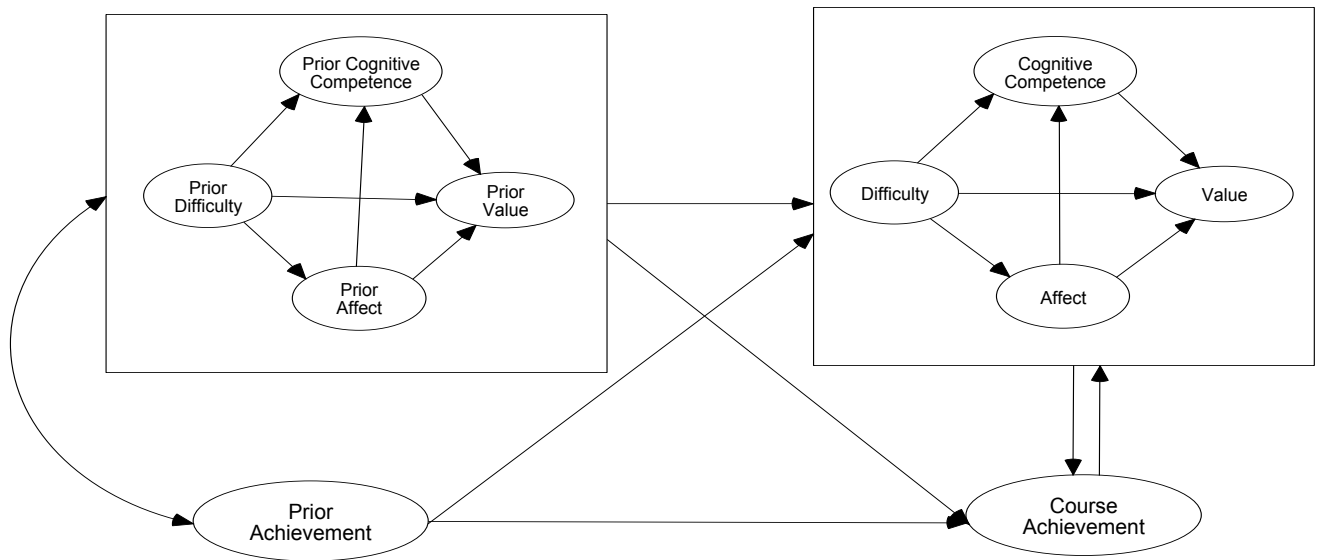 Prior Cognitive
Competence
Prior
Difficulty
Prior
Value
Prior
Affect
Cognitive
Competence
Difficulty
Value
Affect
Prior
Achievement
Course
Achievement